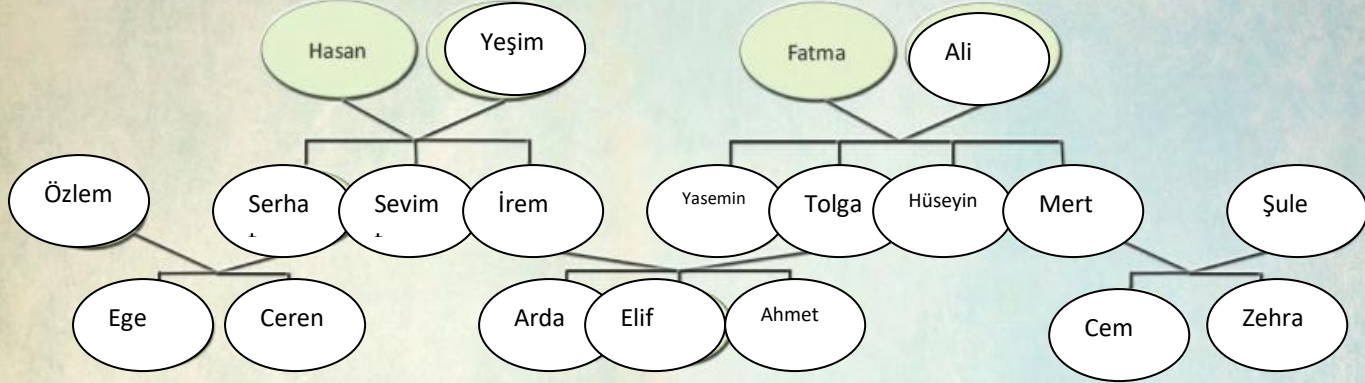 Hasan
Yeşim
Fatma
Ali
Özlem
Serha
Sevim
İrem
Yasemin
Tolga
Hüseyin
Mert
Şule
Ege
Ceren
Arda
Elif
Ahmet
Cem
Zehra